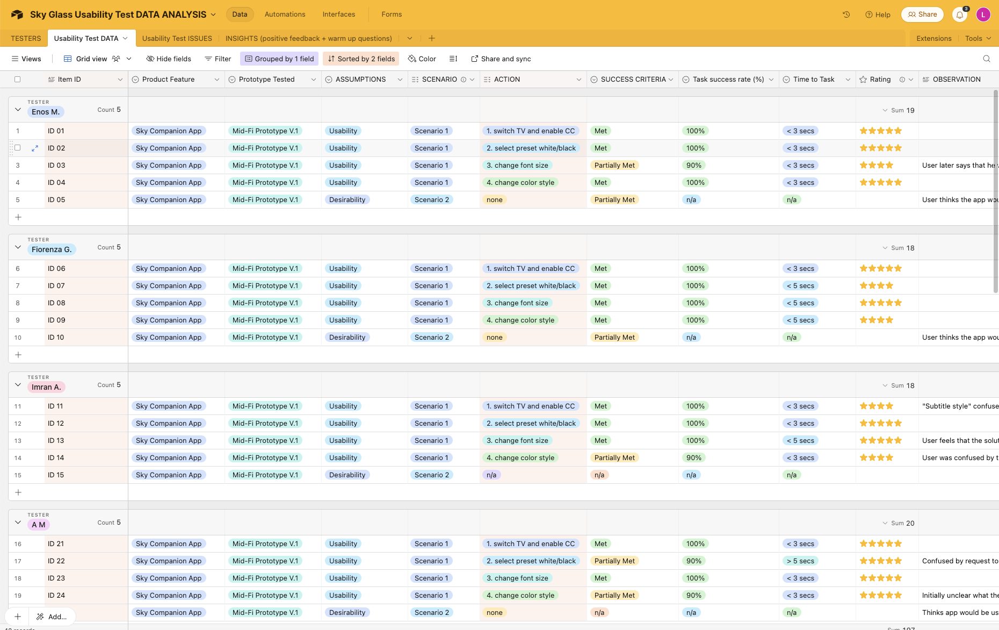 Sky Glass Usability Test DATA ANALYSIS Data Automations Interfaces Forms Help Share 3 L
TESTERS Usability Test DATA Usability Test ISSUES INSIGHTS (positive feedback + warm up questions) Extensions Tools
Views Grid view Hide fields Filter Grouped by 1 field Sorted by 2 fields Color Share and sync
Item ID Product Feature Prototype Tested ASSUMPTIONS SCENARIO ACTION SUCCESS CRITERIA Task success rate (%) Time to Task Rating OBSERVATION
TESTER
Enos M. Count 5 Sum 19
1 ID 01 Sky Companion App Mid-Fi Prototype V.1 Usability Scenario 1 1. switch TV and enable CC Met 100% < 3 secs
ID 02 Sky Companion App Mid-Fi Prototype V.1 Usability Scenario 1 2. select preset white/black Met 100% < 3 secs
3 ID 03 Sky Companion App Mid-Fi Prototype V.1 Usability Scenario 1 3. change font size Partially Met 90% < 3 secs User later says that he
4 ID 04 Sky Companion App Mid-Fi Prototype V.1 Usability Scenario 1 4. change color style Met 100% < 3 secs
5 ID 05 Sky Companion App Mid-Fi Prototype V.1 Desirability Scenario 2 none Partially Met n/a n/a User thinks the app wou
TESTER
Fiorenza G. Count 5 Sum 18
6 ID 06 Sky Companion App Mid-Fi Prototype V.1 Usability Scenario 1 1. switch TV and enable CC Met 100% < 3 secs
7 ID 07 Sky Companion App Mid-Fi Prototype V.1 Usability Scenario 1 2. select preset white/black Met 100% < 5 secs
8 ID 08 Sky Companion App Mid-Fi Prototype V.1 Usability Scenario 1 3. change font size Met 100% < 5 secs
9 ID 09 Sky Companion App Mid-Fi Prototype V.1 Usability Scenario 1 4. change color style Met 100% < 5 secs
10 ID 10 Sky Companion App Mid-Fi Prototype V.1 Desirability Scenario 2 none Partially Met n/a n/a User thinks the app wou
TESTER
Imran A. Count 5 Sum 18
11 ID 11 Sky Companion App Mid-Fi Prototype V.1 Usability Scenario 1 1. switch TV and enable CC Met 100% < 3 secs "Subtitle style" confuse
12 ID 12 Sky Companion App Mid-Fi Prototype V.1 Usability Scenario 1 2. select preset white/black Met 100% < 3 secs
13 ID 13 Sky Companion App Mid-Fi Prototype V.1 Usability Scenario 1 3. change font size Met 100% < 5 secs User feels that the solut
14 ID 14 Sky Companion App Mid-Fi Prototype V.1 Usability Scenario 1 4. change color style Partially Met 90% < 3 secs User was confused by t
15 ID 15 Sky Companion App Mid-Fi Prototype V.1 Desirability Scenario 2 n/a n/a n/a n/a
TESTER
A M Count 5 Sum 20
16 ID 21 Sky Companion App Mid-Fi Prototype V.1 Usability Scenario 1 1. switch TV and enable CC Met 100% < 3 secs
17 ID 22 Sky Companion App Mid-Fi Prototype V.1 Usability Scenario 1 2. select preset white/black Partially Met 90% > 5 secs Confused by request to
18 ID 23 Sky Companion App Mid-Fi Prototype V.1 Usability Scenario 1 3. change font size Met 100% < 3 secs
19 ID 24 Sky Companion App Mid-Fi Prototype V.1 Usability Scenario 1 4. change color style Partially Met 90% < 3 secs Initially unclear what the
Add... Sky Companion App Mid-Fi Prototype V.1 Desirability Scenario 2 none n/a n/a n/a Thinks app would be us
Sum 197